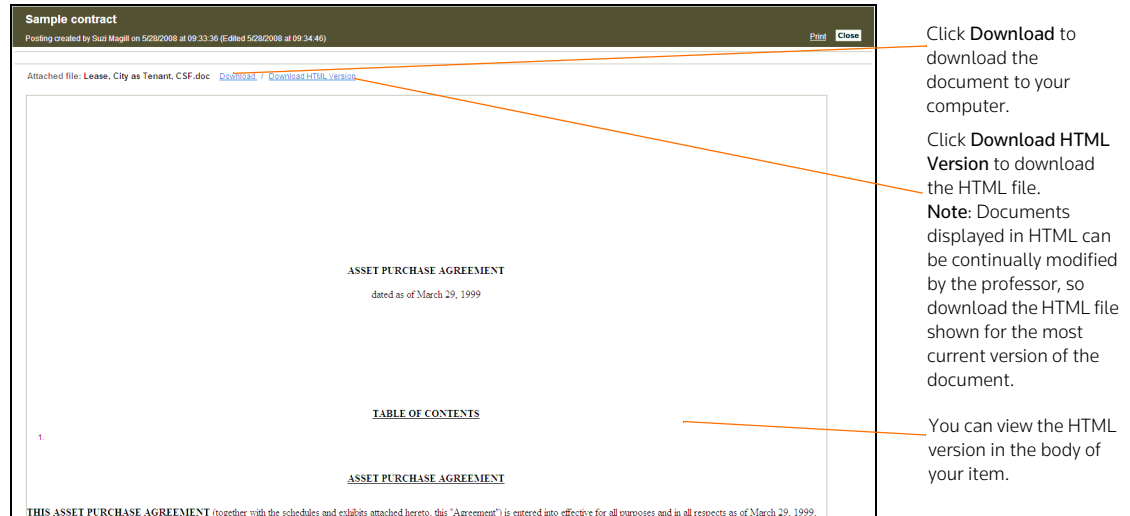 Sample contract
Posting created by Suzi Magill on 5/28/2008 at 09:33:36 (Edited 5/28/2008 at 09:34:46)
Print Close
Attached file: Lease, City as Tenant, CSF.doc Download / Download HTML Version
ASSET PURCHASE AGREEMENT
dated as of March 29, 1999
TABLE OF CONTENTS
1.
ASSET PURCHASE AGREEMENT
THIS ASSET PURCHASE AGREEMENT (together with the schedules and exhibits attached hereto, this "Agreement") is entered into effective for all purposes and in all respects as of March 29, 1999,
Click Download to
download the
document to your
computer.
Click Download HTML
Version to download
the HTML file.
Note: Documents
displayed in HTML can
be continually modified
by the professor, so
download the HTML file
shown for the most
current version of the
document.
You can view the HTML
version in the body of
your item.